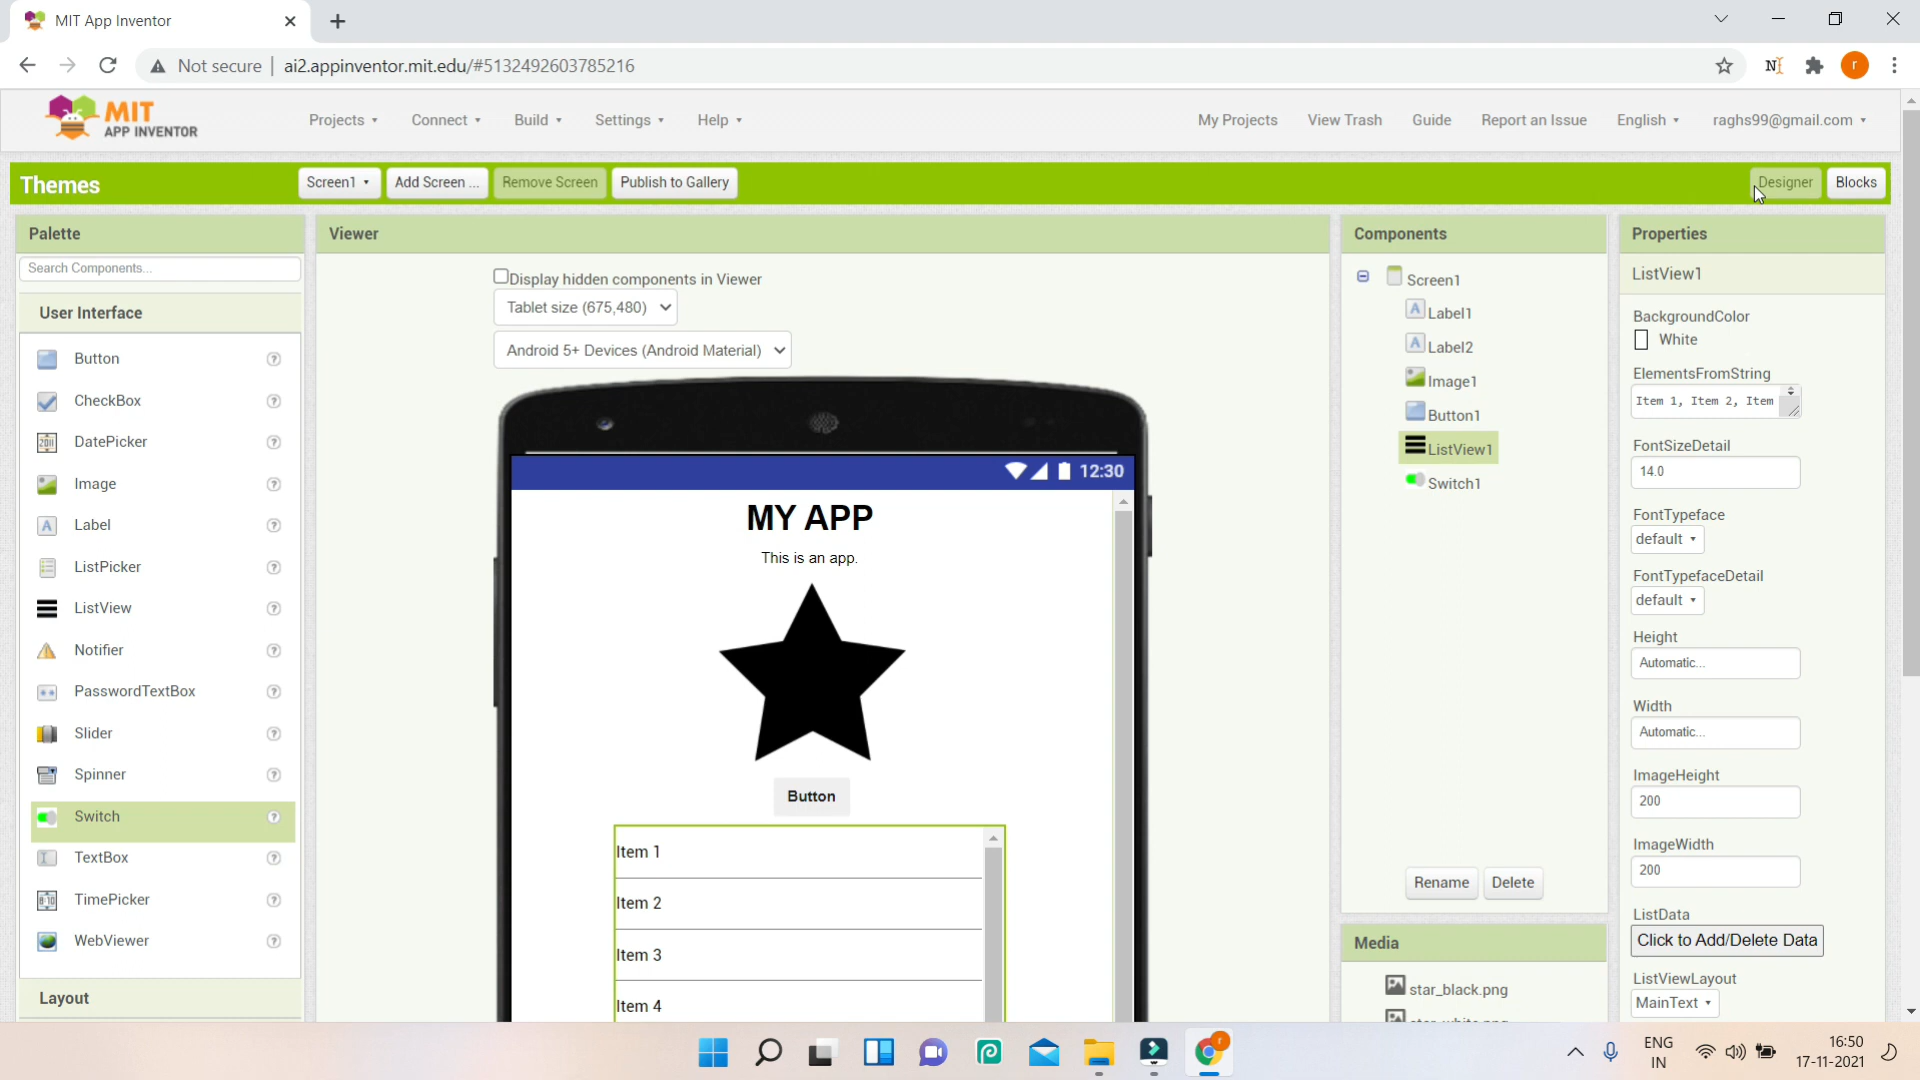 MIT App Inventor
Not secure
ai2.appinventor.mit.edu/#5132492603785216
r
MIT
APP INVENTOR
Projects
Connect
Build
Settings
Help
My Projects
View Trash
Guide
Report an Issue
English
raghs99@gmail.com
Themes
Screen1
Add Screen ...
Remove Screen
Publish to Gallery
Designer
Blocks
Palette
Search Components...
User Interface
Button
CheckBox
DatePicker
Image
Label
ListPicker
ListView
Notifier
PasswordTextBox
Slider
Spinner
Switch
TextBox
TimePicker
WebViewer
Layout
Viewer
Display hidden components in Viewer
Tablet size (675,480)
Android 5+ Devices (Android Material)
12:30
MY APP
This is an app.
Button
Item 1
Item 2
Item 3
Item 4
Components
Screen1
Label1
Label2
Image1
Button1
ListView1
Switch1
Rename
Delete
Media
star_black.png
Properties
ListView1
BackgroundColor
White
ElementsFromString
Item 1, Item 2, Item
FontSizeDetail
14.0
FontTypeface
default
FontTypefaceDetail
default
Height
Automatic...
Width
Automatic...
ImageHeight
200
ImageWidth
200
ListData
Click to Add/Delete Data
ListViewLayout
MainText
ENG
IN
16:50
17-11-2021